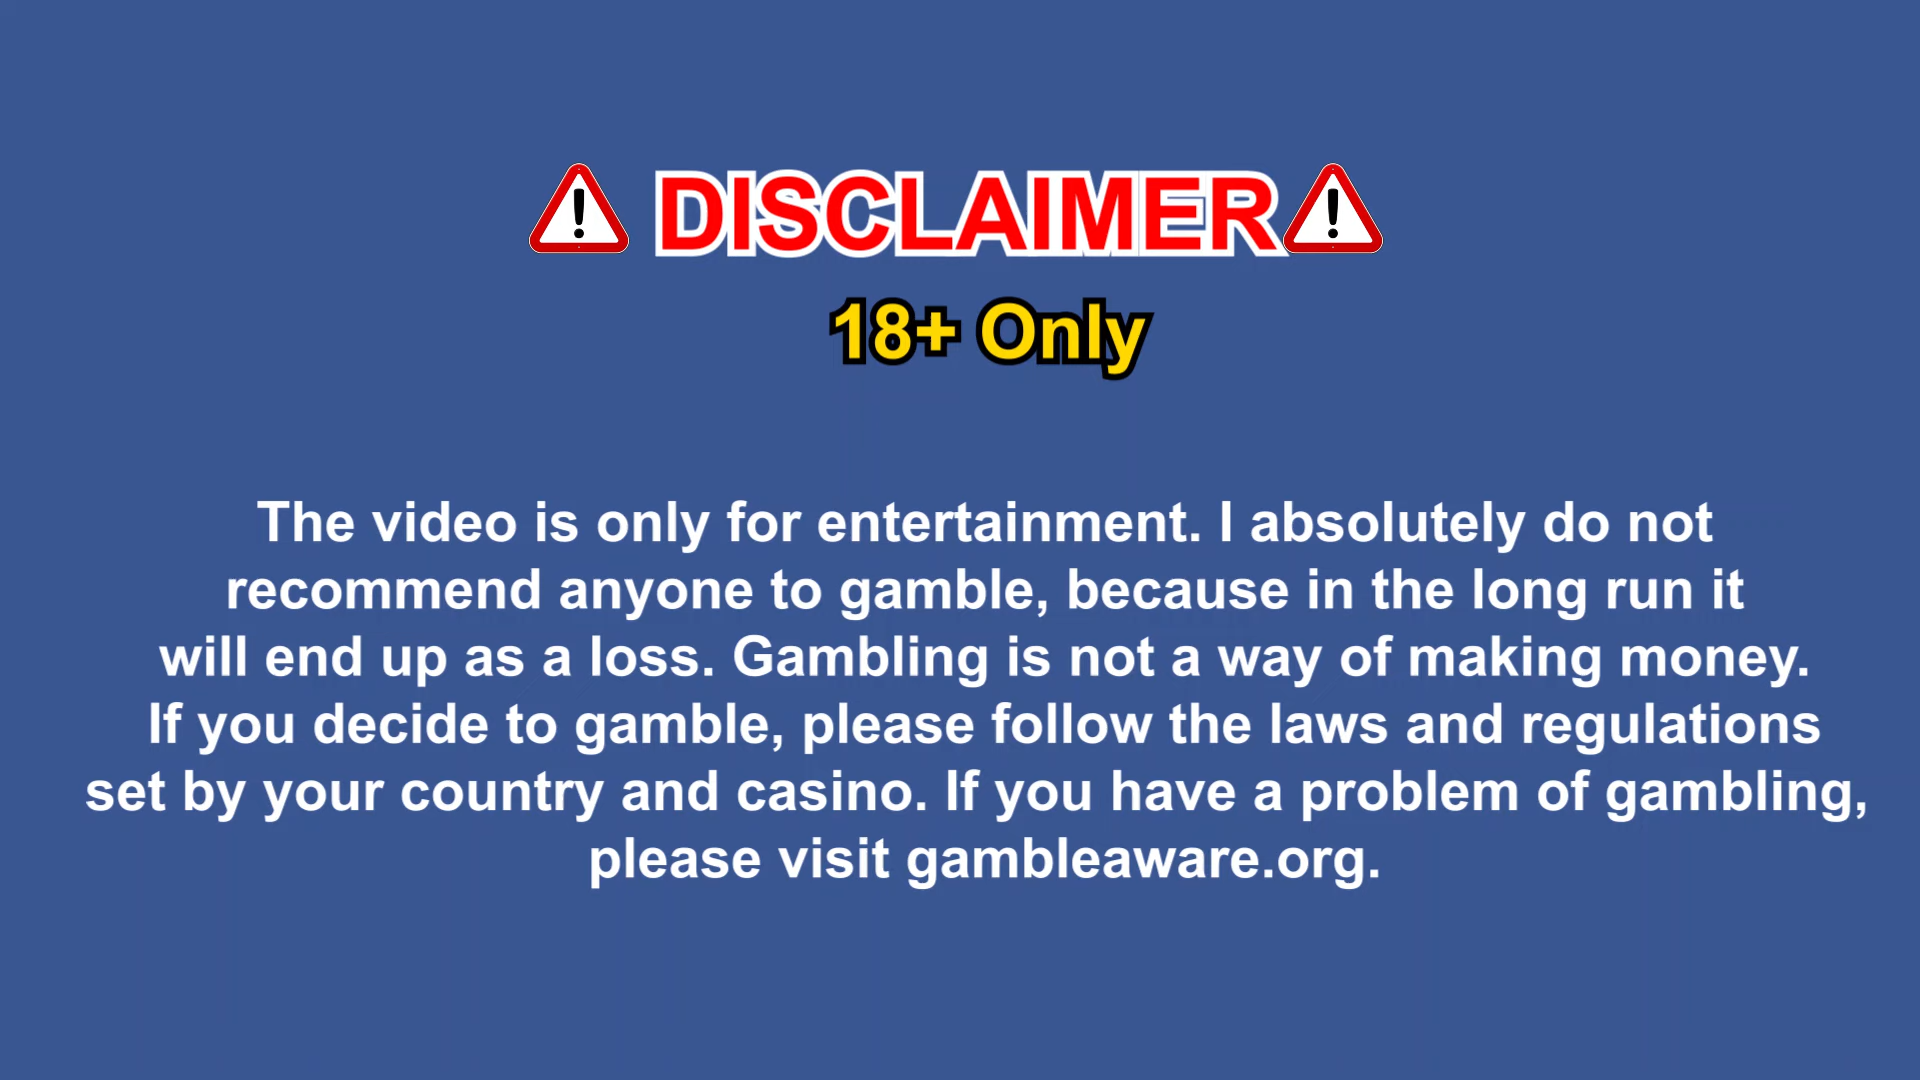 DISCLAIMER
18+ Only
The video is only for entertainment. I absolutely do not
recommend anyone to gamble, because in the long run it
will end up as a loss. Gambling is not a way of making money.
If you decide to gamble, please follow the laws and regulations
set by your country and casino. If you have a problem of gambling,
please visit gambleaware.org.